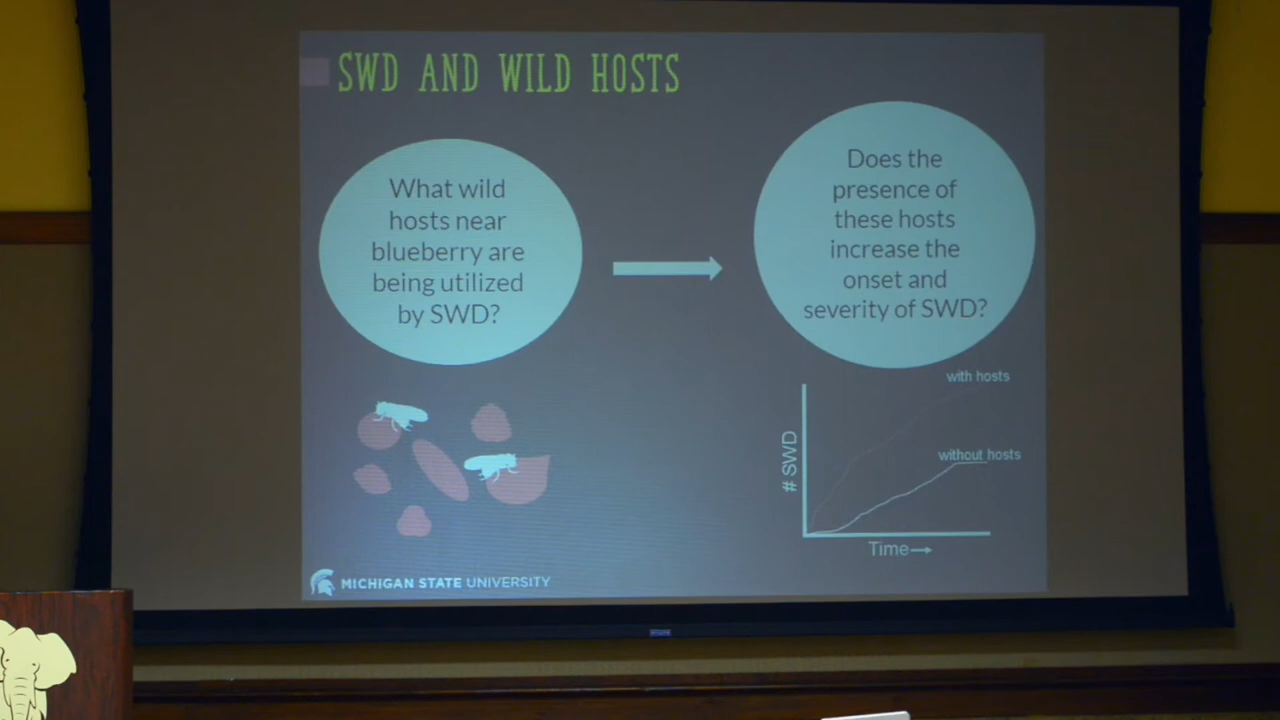 SWD AND WILD HOSTS
What wild
hosts near
blueberry are
being utilized
by SWD?
Does the
presence of
these hosts
increase the
onset and
severity of SWD?
with hosts
without hosts
# SWD
Time
MICHIGAN STATE UNIVERSITY